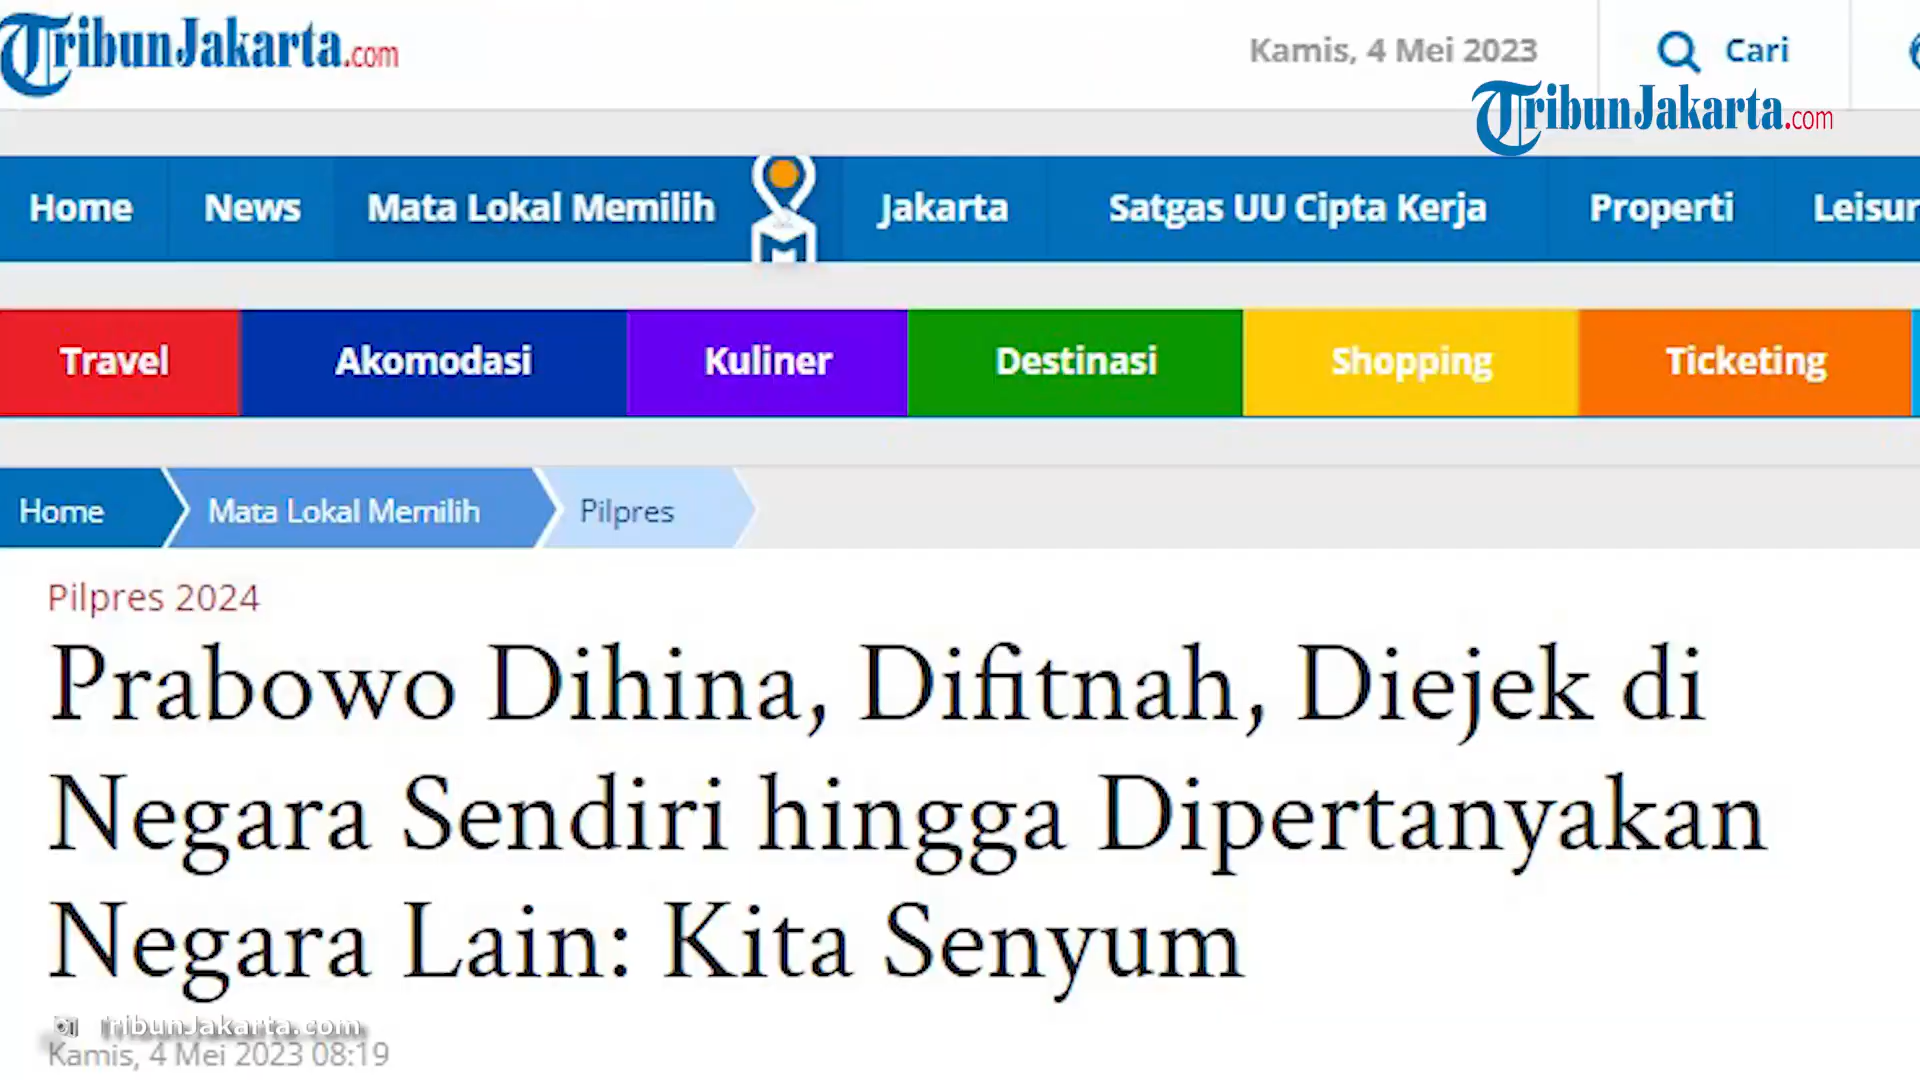 TribunJakarta.com
Kamis, 4 Mei 2023
Cari
TribunJakarta.com
Home
News
Mata Lokal Memilih
Jakarta
Satgas UU Cipta Kerja
Properti
Leisur
Travel
Akomodasi
Kuliner
Destinasi
Shopping
Ticketing
Home
Mata Lokal Memilih
Pilpres
Pilpres 2024
Prabowo Dihina, Difitnah, Diejek di
Negara Sendiri hingga Dipertanyakan
Negara Lain: Kita Senyum
TribunJakarta.com
Kamis, 4 Mei 2023 08:19